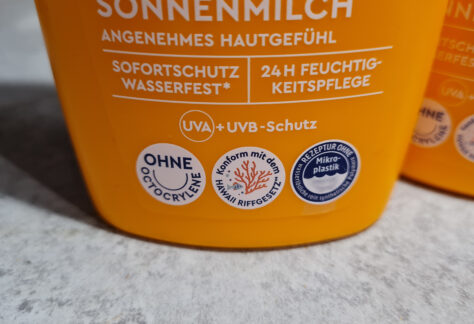 SONNENMILCH
ANGENEHMES HAUTGEFÜHL
SOFORTSCHUTZ
WASSERFEST*
24H FEUCHTIG-
KEITSPFLEGE
UVA + UVB-Schutz
OHNE
OCTOCRYLENE
Konform mit dem
HAWAII RIFFGESETZ**
REZEPTUR OHNE
Mikro-
plastik
OHNE